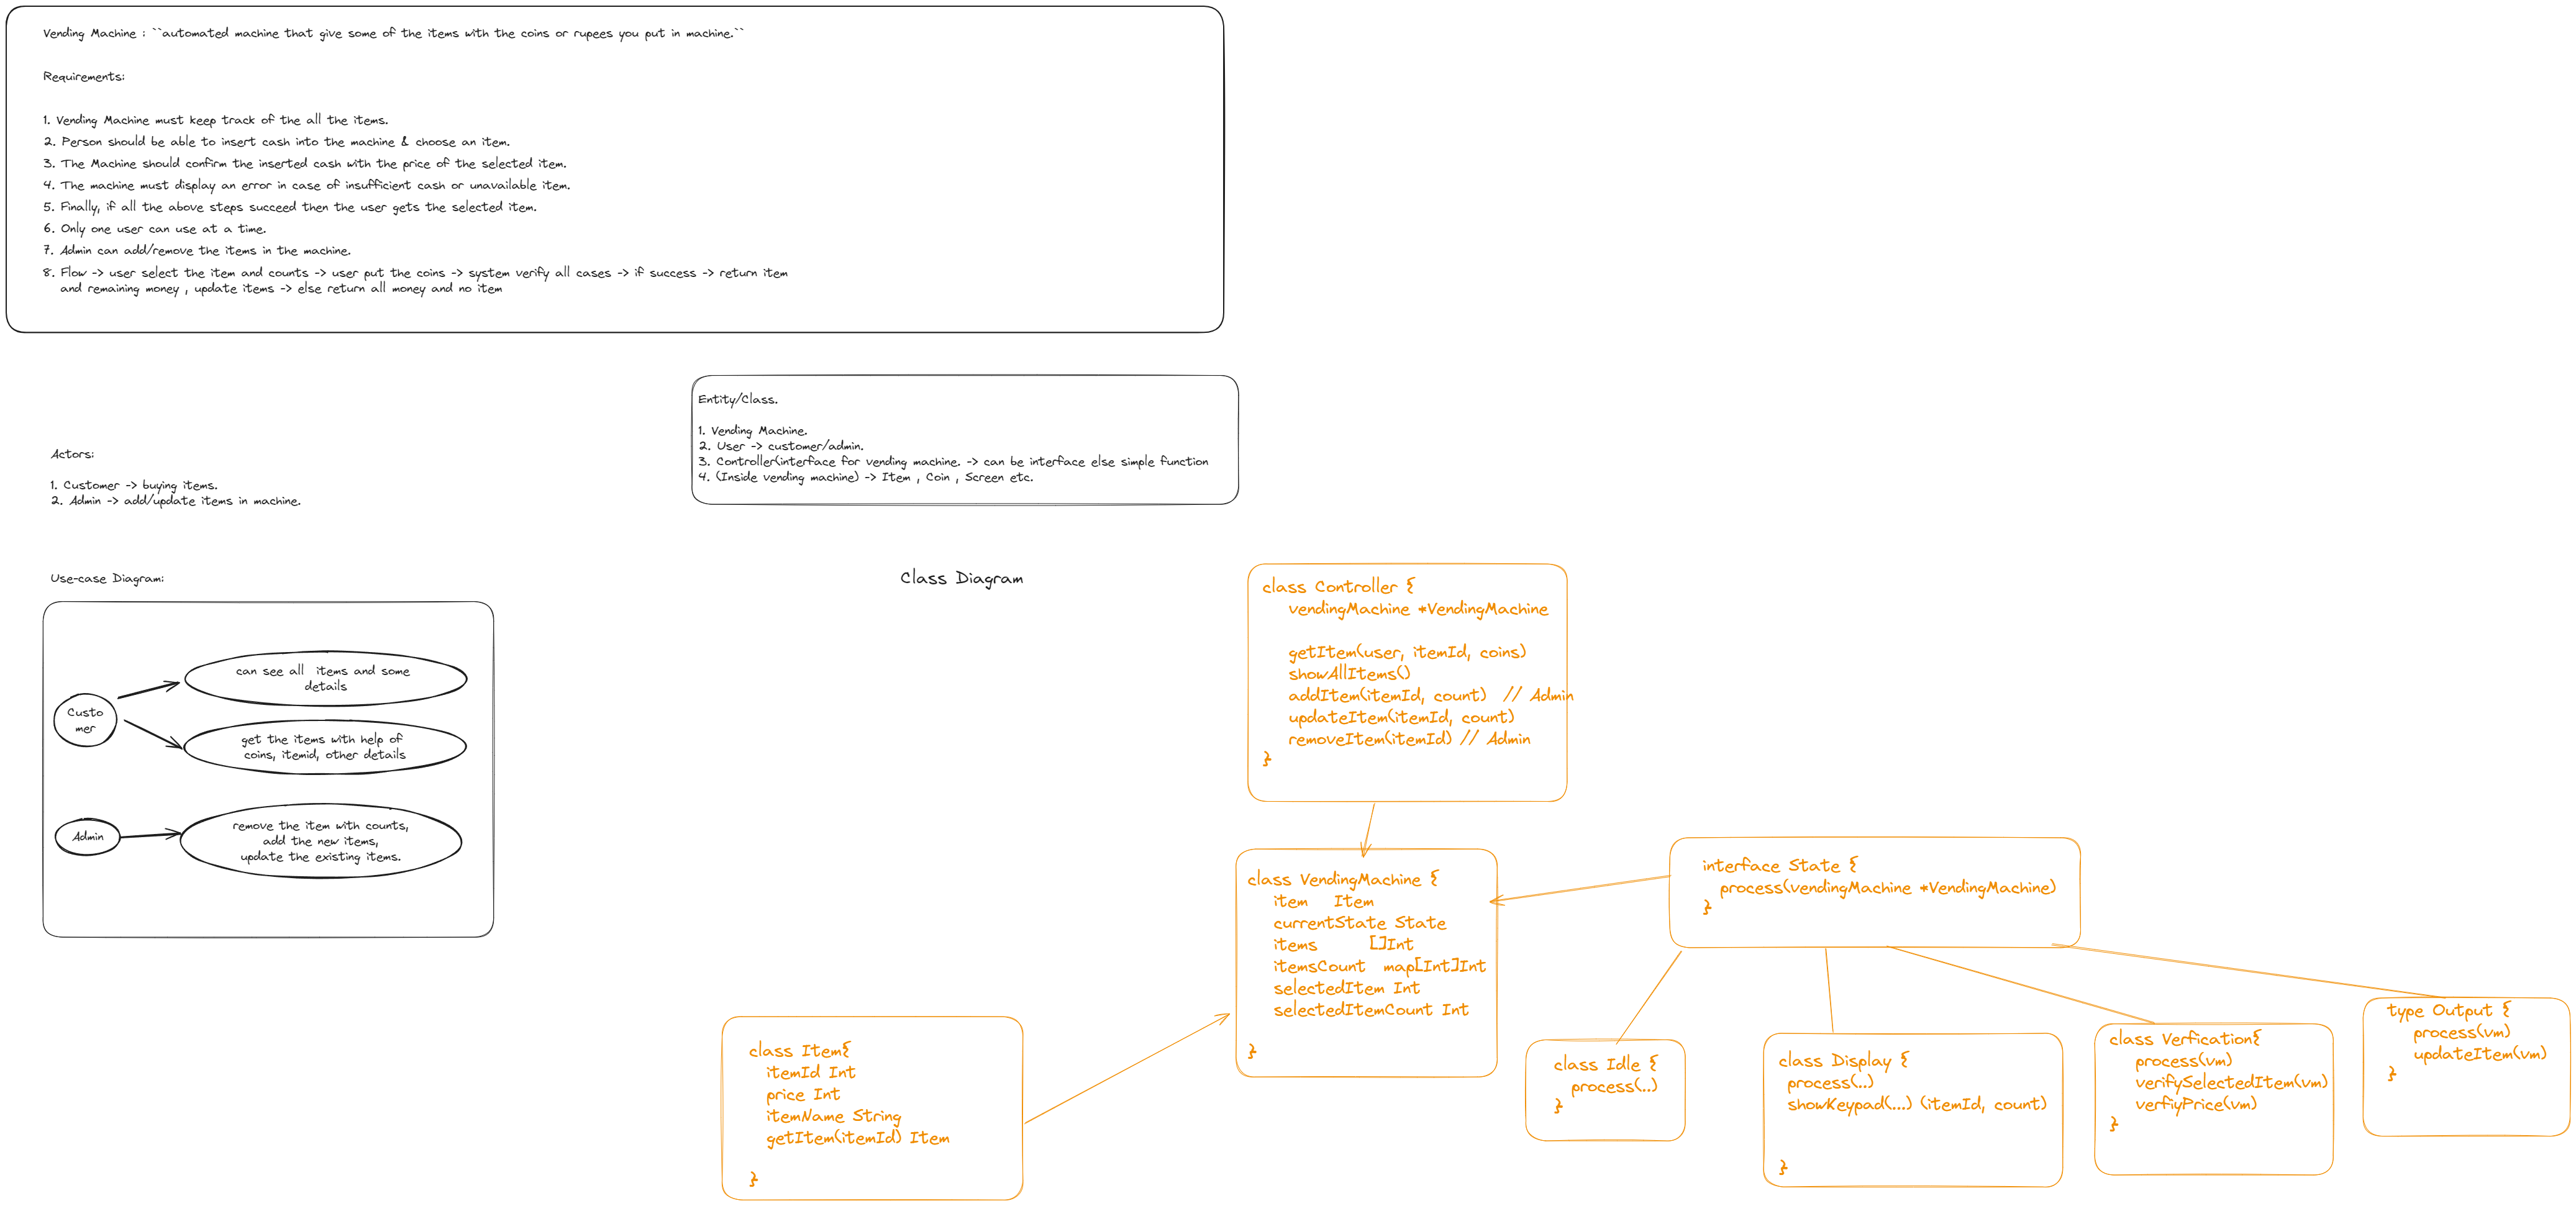 Vending Machine : ``automated machine that give some of the items with the coins or rupees you put in machine.``
Requirements:
1. Vending Machine must keep track of the all the items.
2. Person should be able to insert cash into the machine & choose an item.
3. The Machine should confirm the inserted cash with the price of the selected item.
4. The machine must display an error in case of insufficient cash or unavailable item.
5. Finally, if all the above steps succeed then the user gets the selected item.
6. Only one user can use at a time.
7. Admin can add/remove the items in the machine.
8. Flow -> user select the item and counts -> user put the coins -> system verify all cases -> if success -> return item
and remaining money , update items -> else return all money and no item
Entity/Class.
1. Vending Machine.
2. User -> customer/admin.
3. Controller(interface for vending machine. -> can be interface else simple function
4. (Inside vending machine) -> Item , Coin , Screen etc.
Actors:
1. Customer -> buying items.
2. Admin -> add/update items in machine.
Use-case Diagram:
Custo
mer
can see all  items and some
details
get the items with help of
coins, itemid, other details
Admin
remove the item with counts,
add the new items,
update the existing items.
Class Diagram
class Controller {
vendingMachine *VendingMachine
getItem(user, itemId, coins)
showAllItems()
addItem(itemId, count)  // Admin
updateItem(itemId, count)
removeItem(itemId) // Admin
}
class VendingMachine {
item   Item
currentState State
items      []Int
itemsCount  map[Int]Int
selectedItem Int
selectedItemCount Int
}
interface State {
process(vendingMachine *VendingMachine)
}
class Item{
itemId Int
price Int
itemName String
getItem(itemId) Item
}
class Idle {
process(..)
}
class Display {
process(..)
showKeypad(...) (itemId, count)
}
class Verfication{
process(vm)
verifySelectedItem(vm)
verfiyPrice(vm)
}
type Output {
process(vm)
updateItem(vm)
}